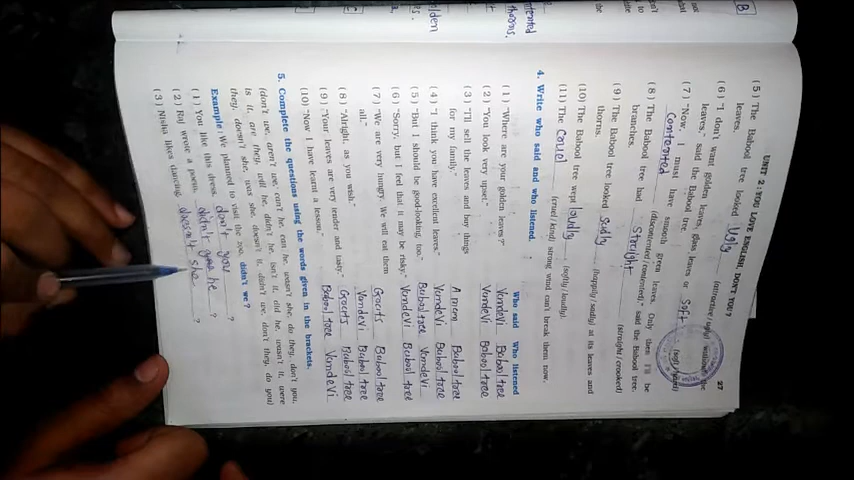 UNIT 2 : YOU LOVE ENGLISH, DON'T YOU?
27
(5) The Babool tree looked Ugly (attractive / ugly) without the
leaves.
(6) "I don't want golden leaves, glass leaves or Soft (soft / hard)
leaves," said the Babool tree.
(7) "Now, I must have smooth green leaves. Only then I'll be
Contented (discontented / contented)," said the Babool tree.
(8) The Babool tree had Straight (straight / crooked)
branches.
(9) The Babool tree looked Sadly (happily / sadly) at its leaves and
thorns.
(10) The Babool tree wept loudly (softly / loudly).
(11) The Couel (cruel / kind) strong wind can't break them now.
4. Write who said and who listened.
Who said Who listened
(1) "Where are your golden leaves?" VandeVi Babool tree
(2) "You look very upset." VandeVi Babool tree
(3) "I'll sell the leaves and buy things
for my family." A man Babool tree
(4) "I think you have excellent leaves." VandeVi Babool tree
(5) "But I should be good-looking, too." Babool tree VandeVi
(6) "Sorry, but I feel that it may be risky." VandeVi Babool tree
(7) "We are very hungry. We will eat them
all." Goats Babool tree
(8) "Alright, as you wish." VandeVi Babool tree
(9) "Your leaves are very tender and tasty." Goats Babool tree
(10) "Now I have learnt a lesson." Babool tree VandeVi
5. Complete the questions using the words given in the brackets.
(don't we, aren't we, can't he, can he, wasn't she, do they, don't you,
is it, are they, will he, didn't he, isn't it, did he, wasn't it, were
they, doesn't she, was she, doesn't it, didn't we, don't they, do you)
Example : We planned to visit the zoo, didn't we?
(1) You like this dress, don't you ?
(2) Raj wrote a poem, didn't he ?
(3) Nisha likes dancing, doesn't she ?